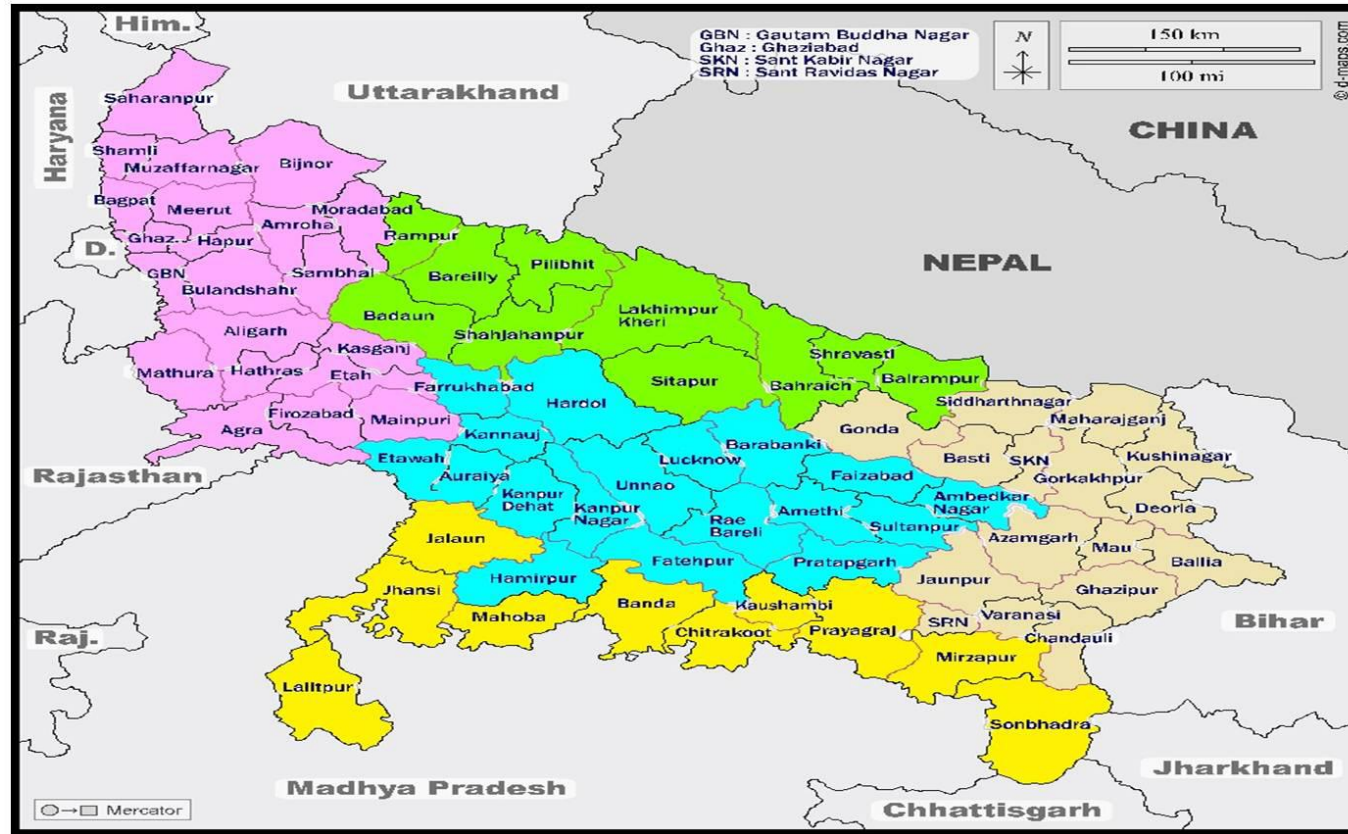 Him.
GBN : Gautam Buddha Nagar
Ghaz : Ghaziabad
SKN : Sant Kabir Nagar
SRN : Sant Ravidas Nagar
N
150 km
100 mi
© d-maps.com
Uttarakhand
CHINA
Haryana
Saharanpur
Shamli
Muzaffarnagar
Bijnor
Bagpat
Meerut
Moradabad
Amroha
Rampur
D.
Ghaz.
Hapur
GBN
Sambhal
Bareilly
Pilibhit
NEPAL
Bulandshahr
Badaun
Lakhimpur
Kheri
Aligarh
Shahjahanpur
Kasganj
Shravasti
Mathura
Hathras
Etah
Farrukhabad
Sitapur
Bahraich
Balrampur
Firozabad
Mainpuri
Hardoi
Siddharthnagar
Maharajganj
Agra
Kannauj
Barabanki
Gonda
Kushinagar
Rajasthan
Etawah
Auraiya
Lucknow
Basti
SKN
Gorkakhpur
Kanpur
Dehat
Unnao
Faizabad
Ambedkar
Nagar
Deoria
Kanpur
Nagar
Rae
Bareli
Amethi
Sultanpur
Azamgarh
Mau
Ballia
Jalaun
Fatehpur
Pratapgarh
Jaunpur
Ghazipur
Hamirpur
Jhansi
Mahoba
Banda
Kaushambi
SRN
Varanasi
Chandauli
Bihar
Raj.
Chitrakoot
Prayagraj
Mirzapur
Lalitpur
Sonbhadra
Madhya Pradesh
Jharkhand
Chhattisgarh
Mercator